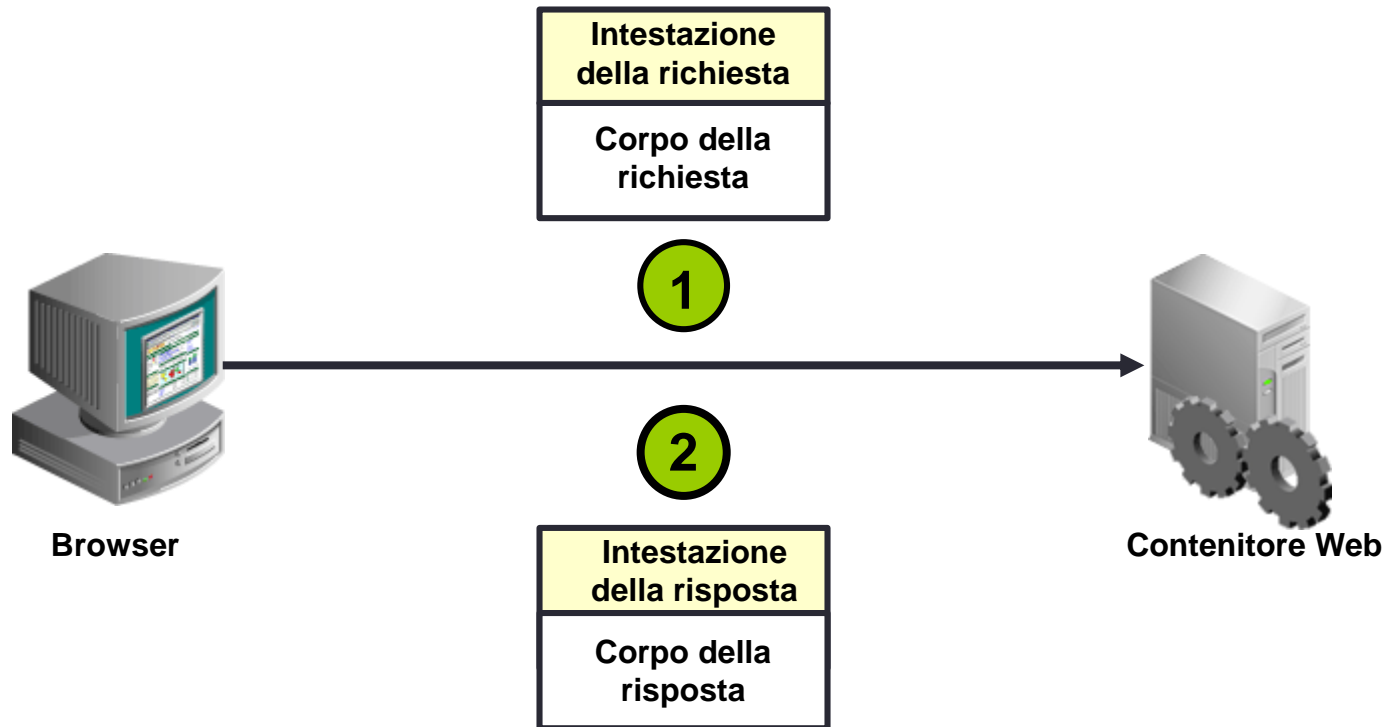 Intestazione
della richiesta
Corpo della
richiesta
1
2
Browser
Contenitore Web
Intestazione
della risposta
Corpo della
risposta